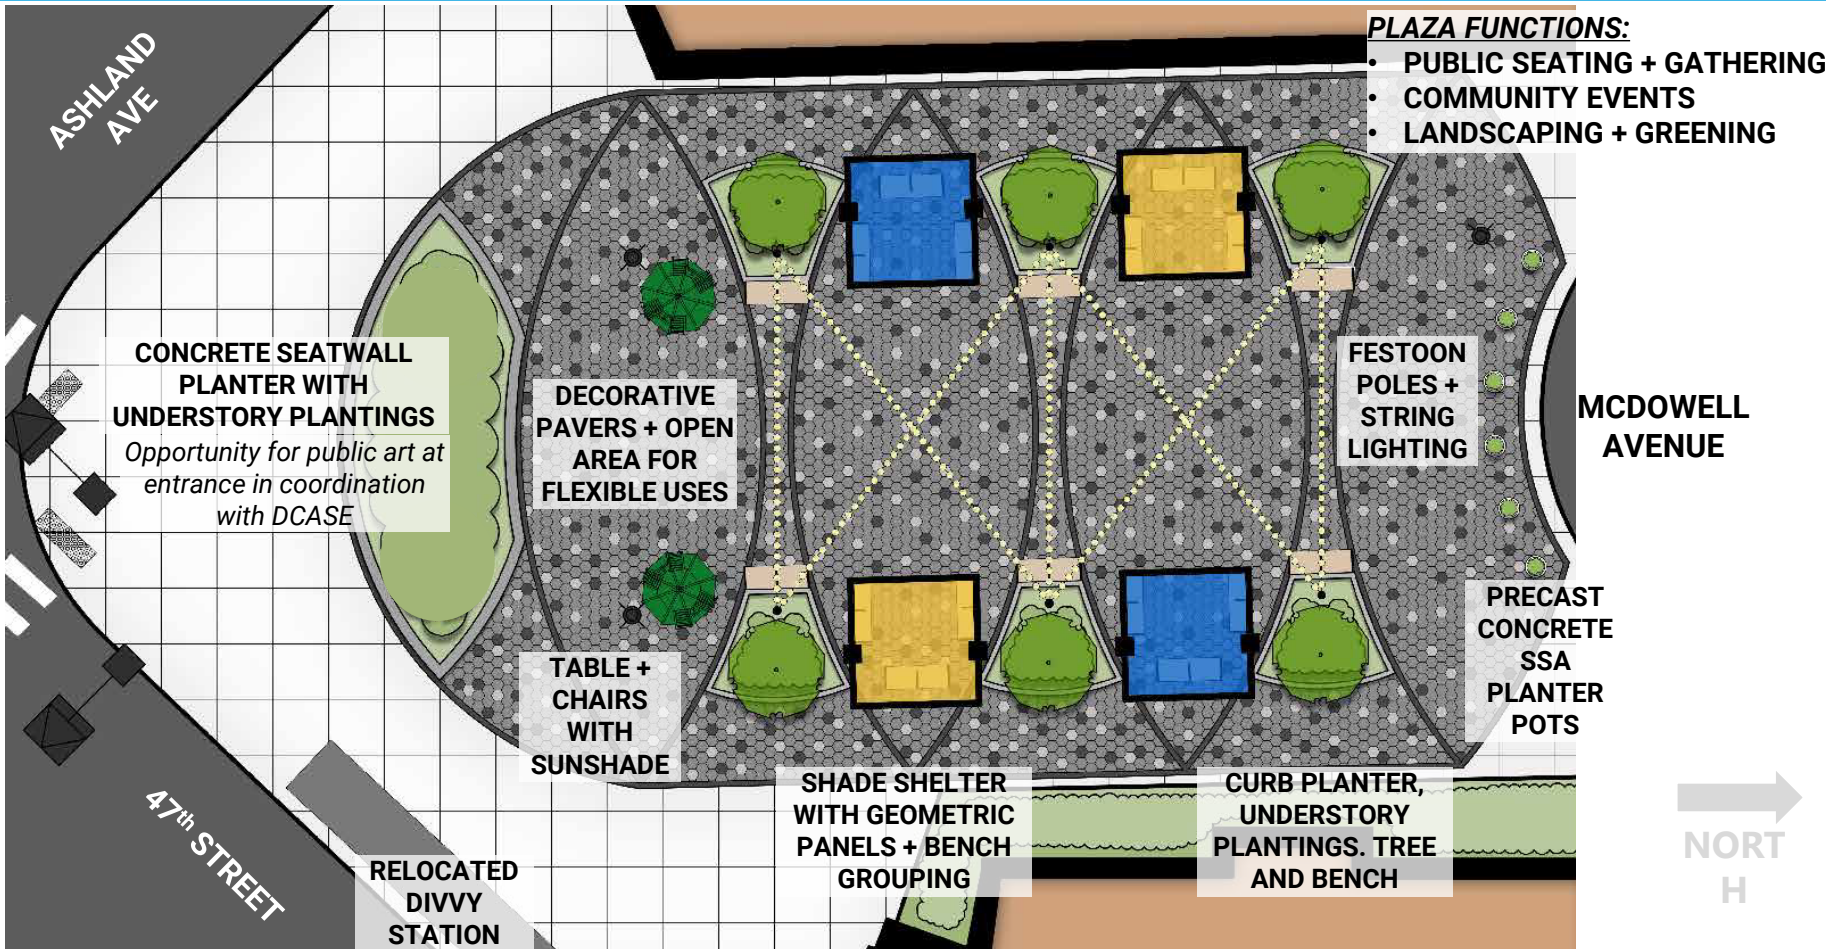 PLAZA FUNCTIONS:
• PUBLIC SEATING + GATHERING
• COMMUNITY EVENTS
• LANDSCAPING + GREENING
ASHLAND
AVE
CONCRETE SEATWALL
PLANTER WITH
UNDERSTORY PLANTINGS
Opportunity for public art at
entrance in coordination
with DCASE
DECORATIVE
PAVERS + OPEN
AREA FOR
FLEXIBLE USES
FESTOON
POLES +
STRING
LIGHTING
MCDOWELL
AVENUE
TABLE +
CHAIRS
WITH
SUNSHADE
PRECAST
CONCRETE
SSA
PLANTER
POTS
47th STREET
RELOCATED
DIVVY
STATION
SHADE SHELTER
WITH GEOMETRIC
PANELS + BENCH
GROUPING
CURB PLANTER,
UNDERSTORY
PLANTINGS. TREE
AND BENCH
NORT
H